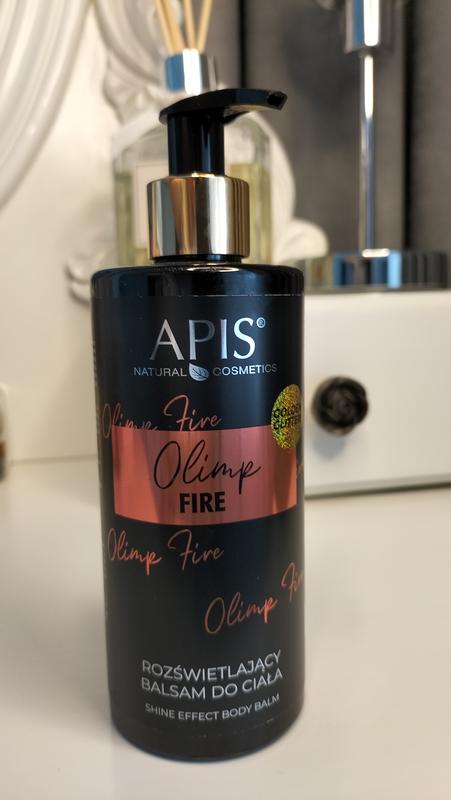 APIS®
NATURAL COSMETICS
Olimp Fire
GOLDEN
GLITTER
Olimp
FIRE
Olimp Fire
Olimp Fire
ROZŚWIETLAJĄCY
BALSAM DO CIAŁA
SHINE EFFECT BODY BALM